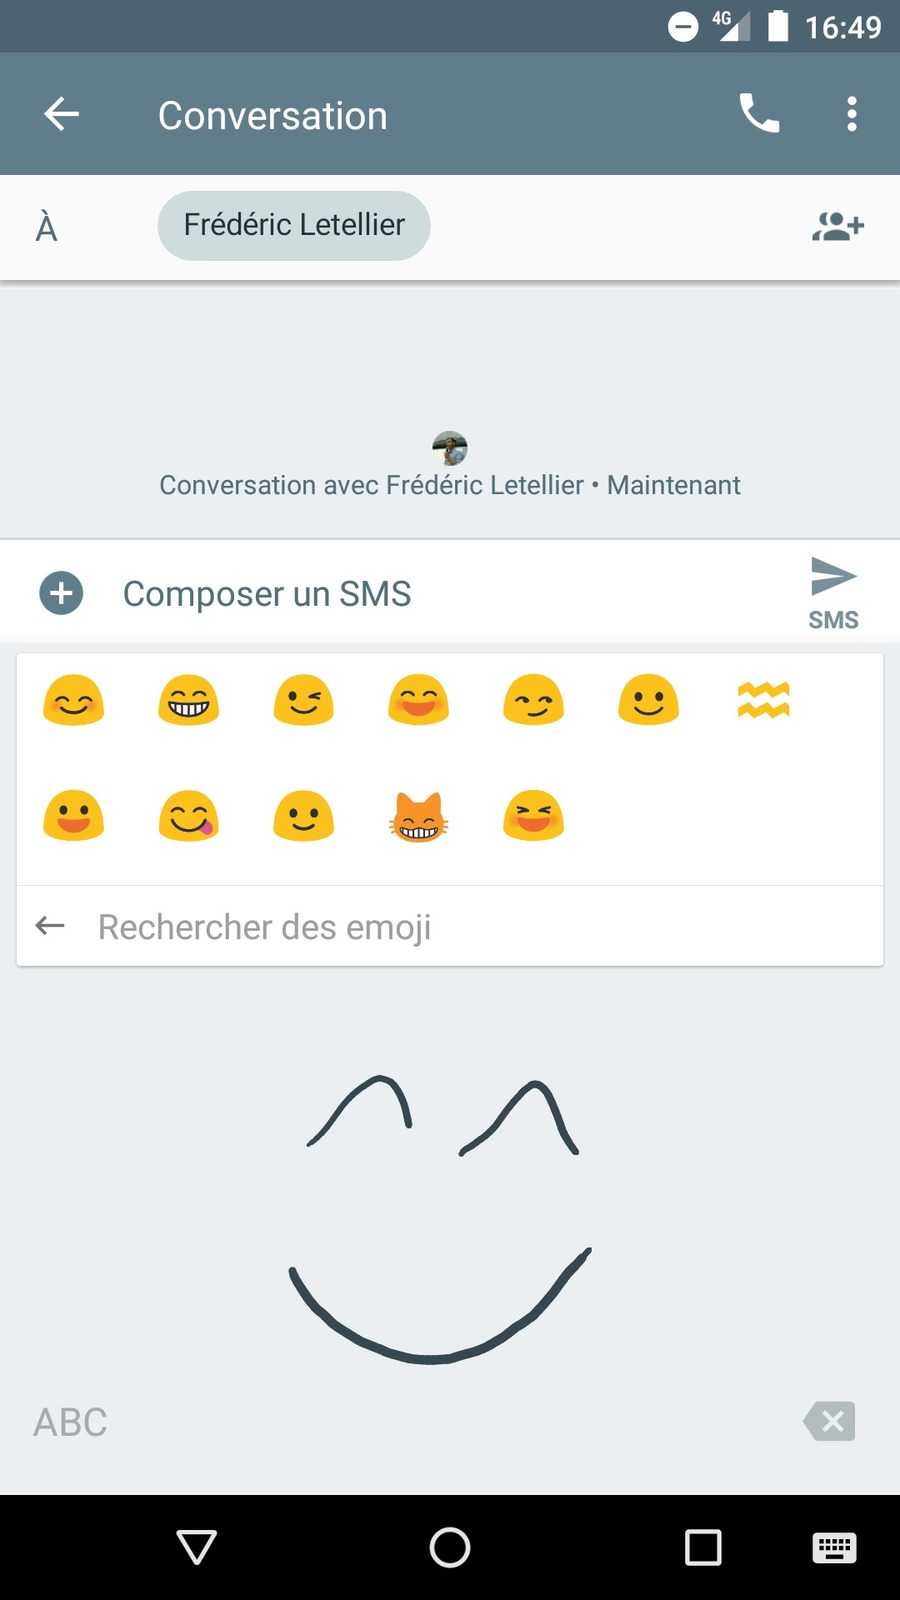 4G 16:49
Conversation
À Frédéric Letellier
Conversation avec Frédéric Letellier • Maintenant
Composer un SMS
SMS
Rechercher des emoji
ABC